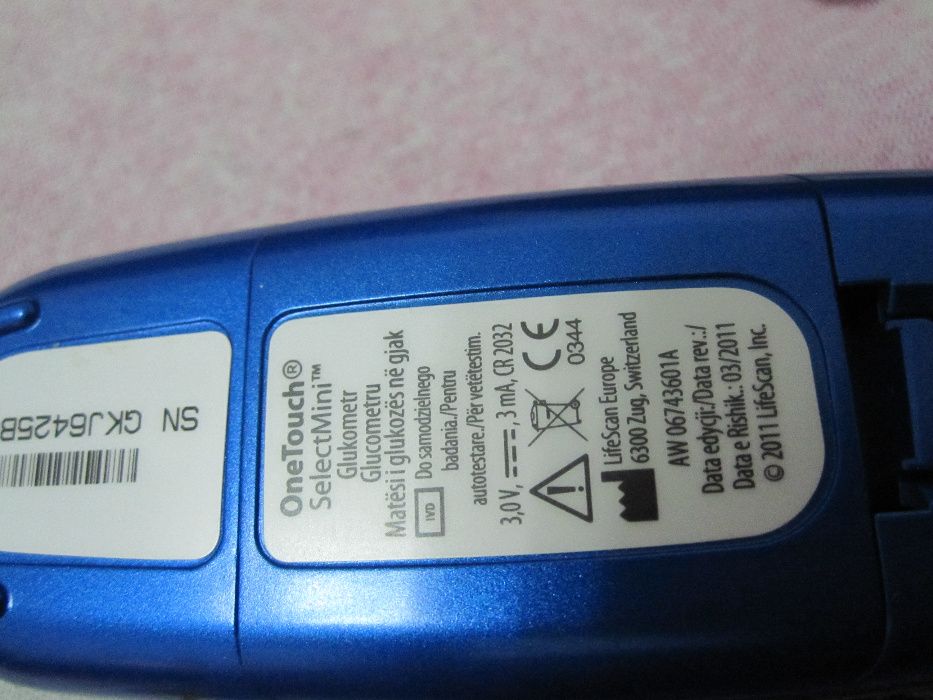 OneTouch®
SelectMini™
Glukometr
Glucometru
Matësi i glukozës në gjak
IVD Do samodzielnego
badania./Pentru
autotestare./Për vetëtestim.
3,0 V, 3 mA, CR 2032
CE
0344
LifeScan Europe
6300 Zug, Switzerland
AW 06743601A
Data edycji:/Data rev.:/
Data e Rishik.: 03/2011
© 2011 LifeScan, Inc.
SN GKJ6425B